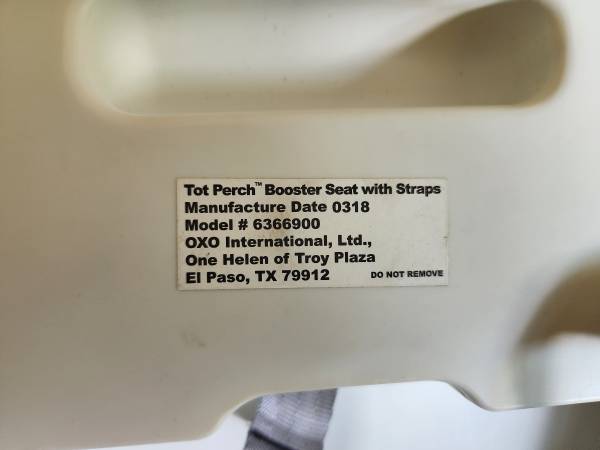 Tot Perch™ Booster Seat with Straps
Manufacture Date 0318
Model # 6366900
OXO International, Ltd.,
One Helen of Troy Plaza
El Paso, TX 79912 DO NOT REMOVE